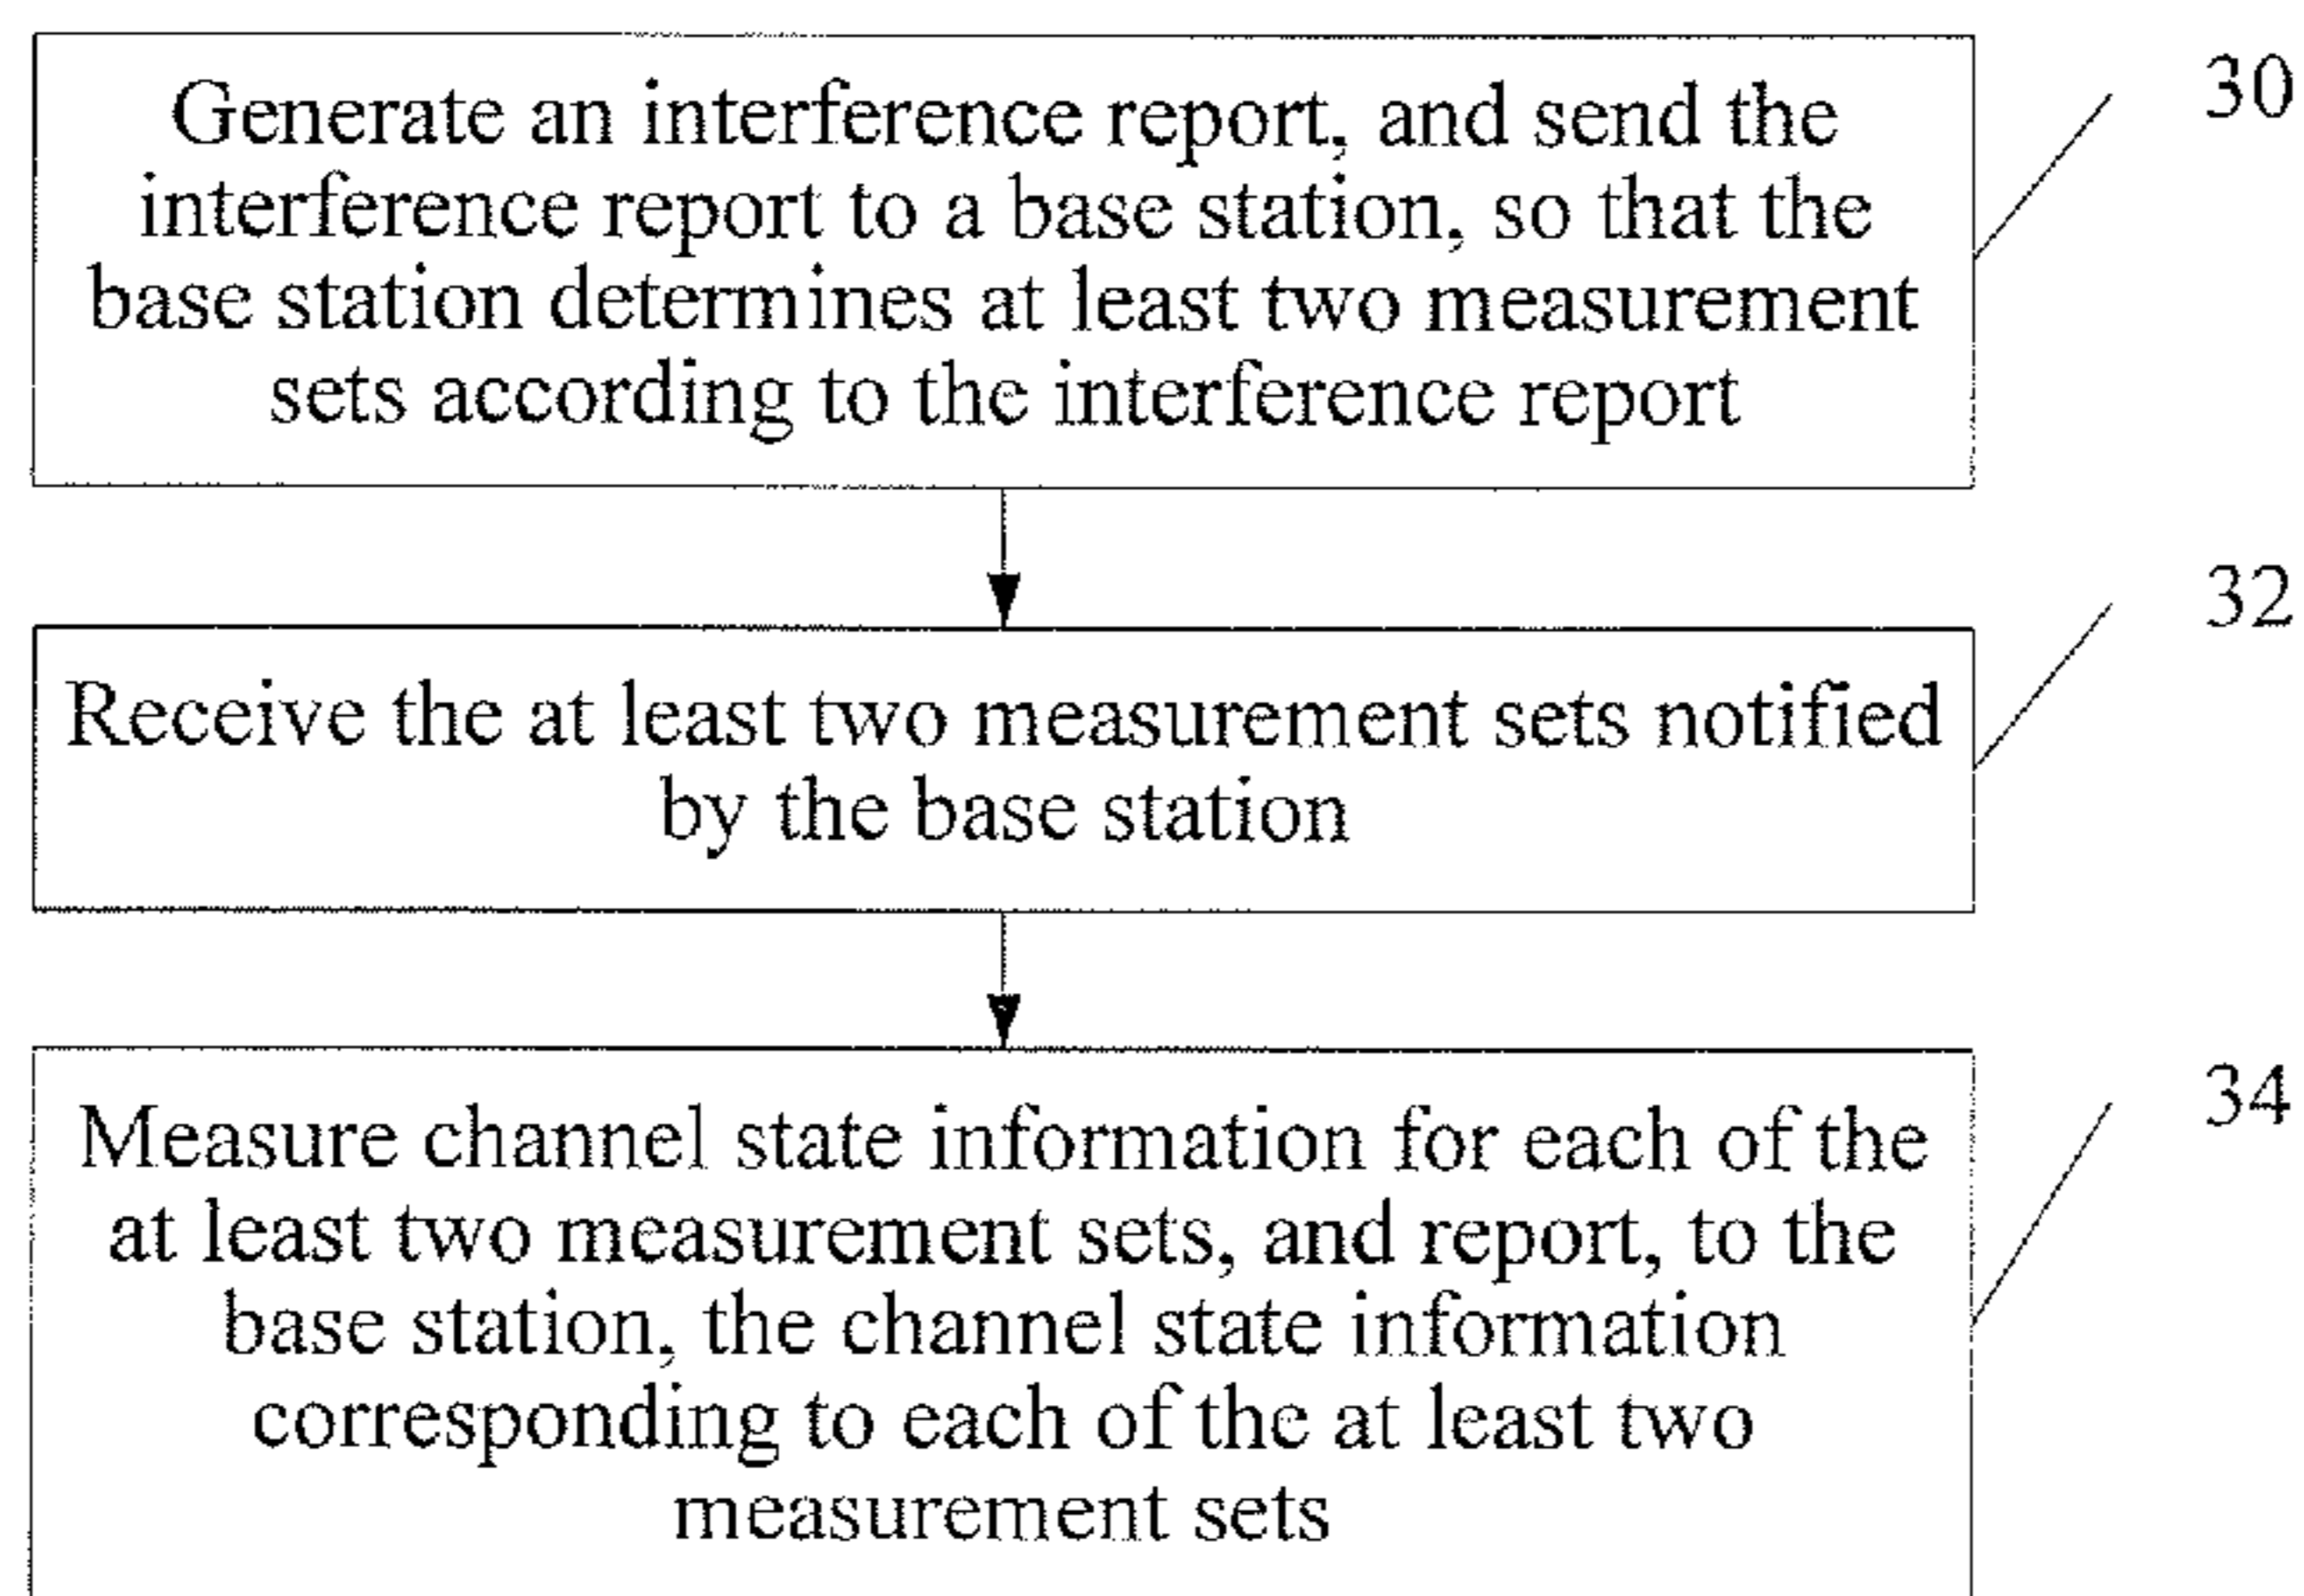 Generate an interference report, and send the
interference report to a base station, so that the
base station determines at least two measurement
sets according to the interference report
30
Receive the at least two measurement sets notified
by the base station
32
Measure channel state information for each of the
at least two measurement sets, and report, to the
base station, the channel state information
corresponding to each of the at least two
measurement sets
34